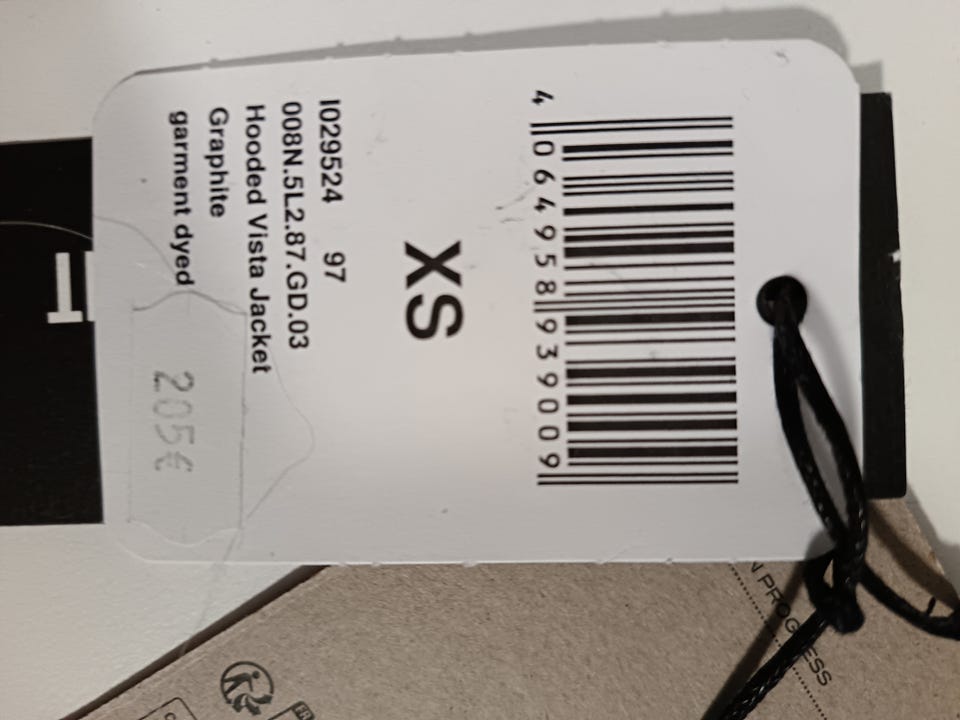 4 064958 939009
XS
I029524 97
008N.5L2.87.GD.03
Hooded Vista Jacket
Graphite
garment dyed
205€
N PROGRESS
FR